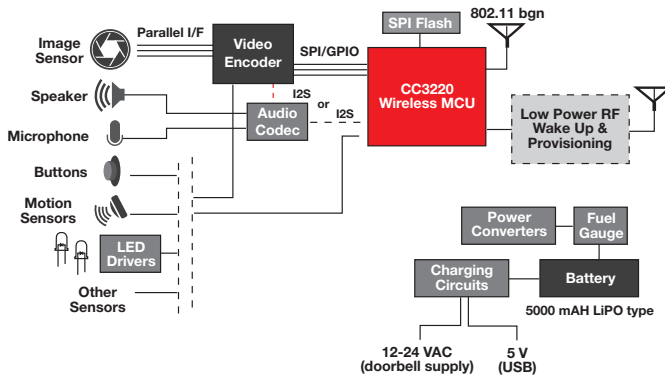 Image
Sensor
Parallel I/F
Video
Encoder
SPI/GPIO
SPI Flash
802.11 bgn
CC3220
Wireless MCU
Speaker
I2S
or
I2S
Audio
Codec
Microphone
Low Power RF
Wake Up &
Provisioning
Buttons
Motion
Sensors
LED
Drivers
Other
Sensors
Power
Converters
Fuel
Gauge
Charging
Circuits
Battery
5000 mAH LiPO type
12-24 VAC
(doorbell supply)
5 V
(USB)